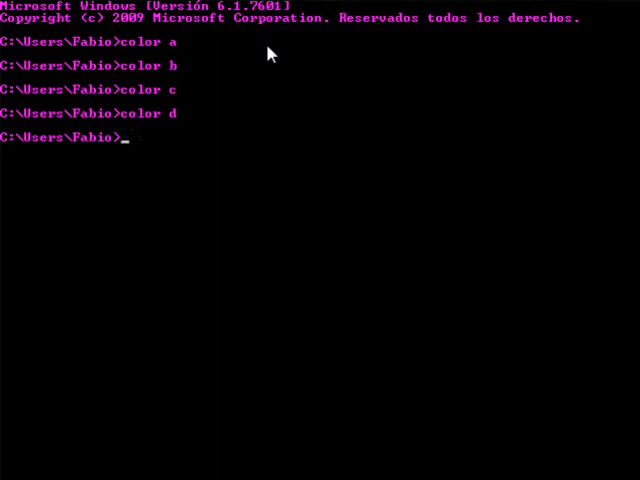 Microsoft Windows [Versión 6.1.7601]
Copyright (c) 2009 Microsoft Corporation. Reservados todos los derechos.
C:\Users\Fabio>color a
C:\Users\Fabio>color b
C:\Users\Fabio>color c
C:\Users\Fabio>color d
C:\Users\Fabio>_